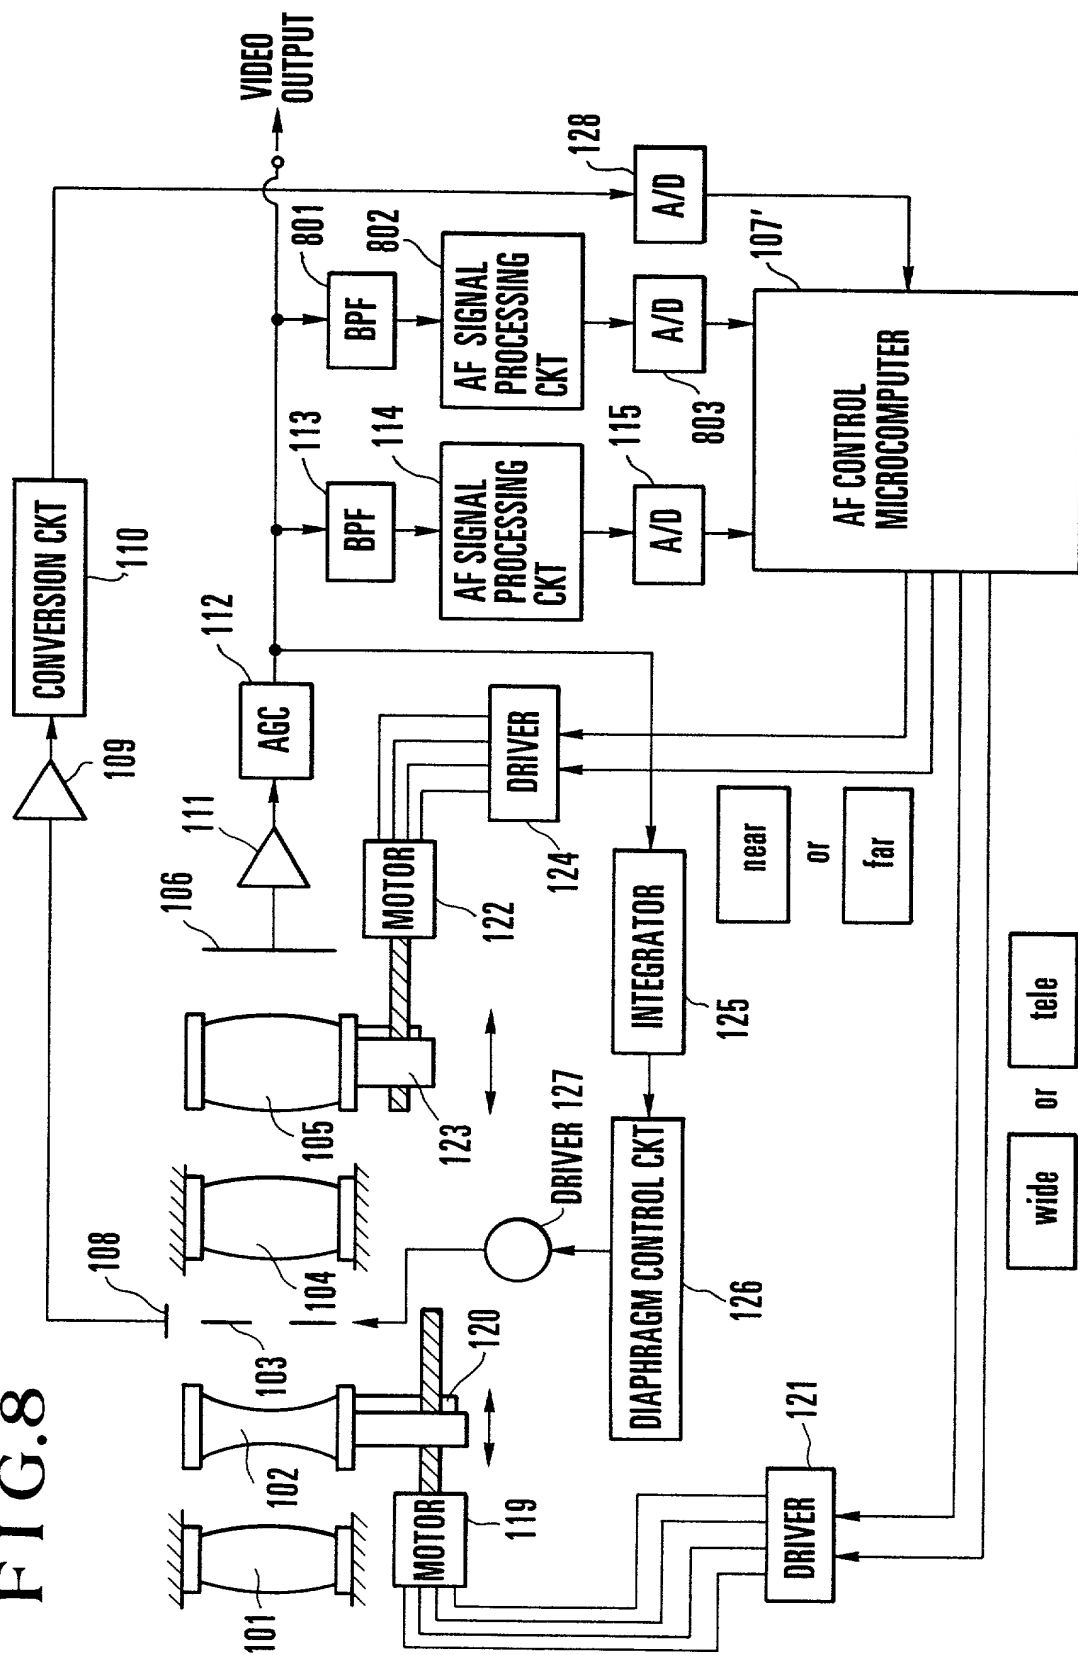 FIG.8
101
102
103
104
105
106
108
109
CONVERSION CKT
110
111
AGC
112
VIDEO
OUTPUT
BPF
113
BPF
801
AF SIGNAL
PROCESSING
CKT
114
AF SIGNAL
PROCESSING
CKT
802
A/D
115
A/D
803
A/D
128
AF CONTROL
MICROCOMPUTER
107'
MOTOR
119
120
MOTOR
122
123
DRIVER
124
DRIVER 127
INTEGRATOR
125
DIAPHRAGM CONTROL CKT
126
DRIVER
121
near
or
far
wide
or
tele